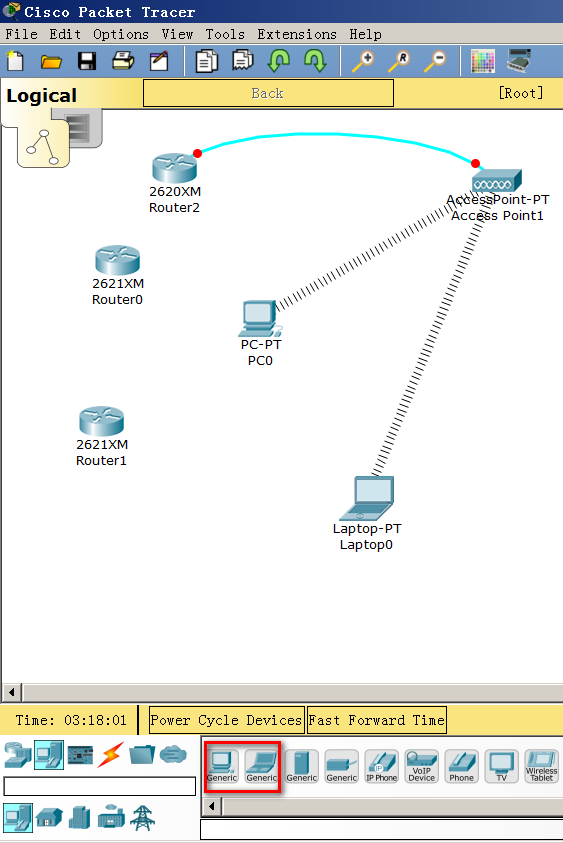 Cisco Packet Tracer
File Edit Options View Tools Extensions Help
R
Logical
Back
[Root]
2620XM
Router2
AccessPoint-PT
Access Point1
2621XM
Router0
PC-PT
PC0
2621XM
Router1
Laptop-PT
Laptop0
Time: 03:18:01
Power Cycle Devices
Fast Forward Time
Generic
Generic
Generic
Generic
IP
IP Phone
VoIP
Device
Phone
TV
Wireless
Tablet